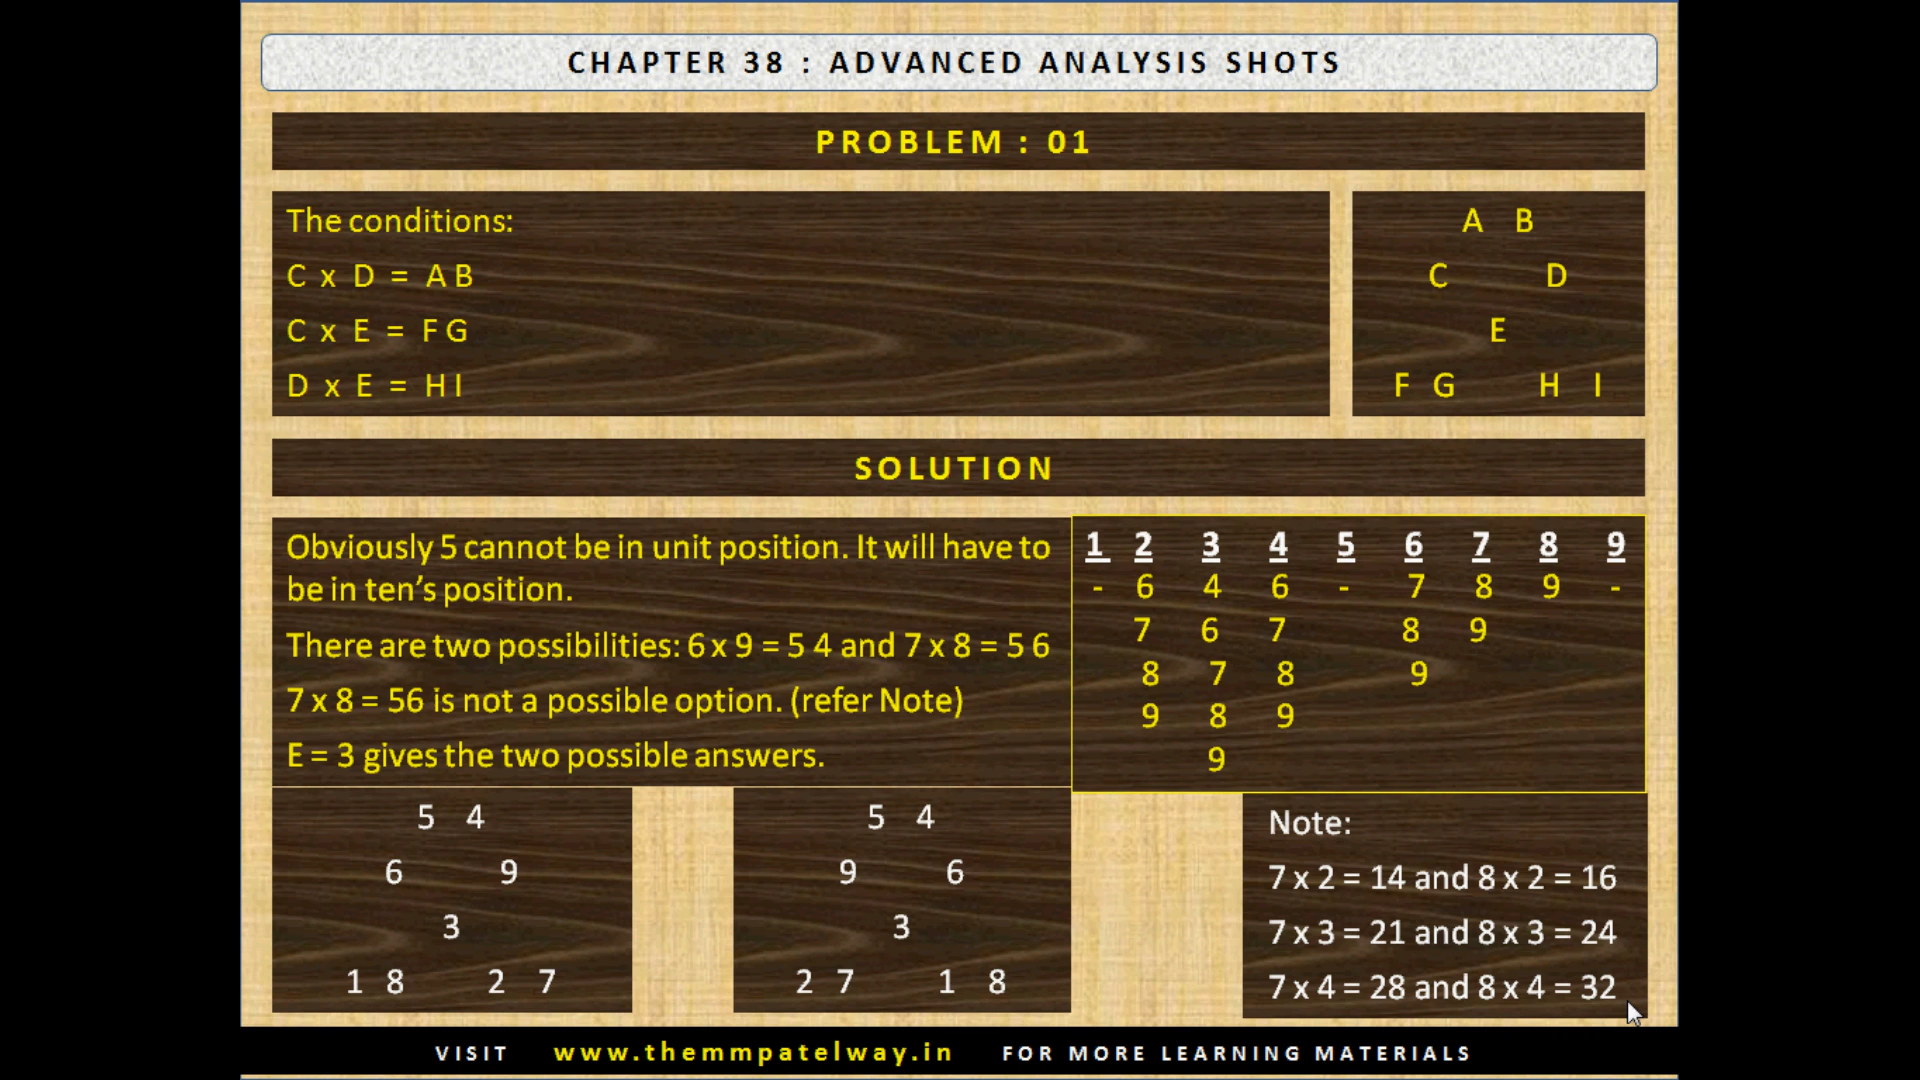 CHAPTER 38 : ADVANCED ANALYSIS SHOTS
PROBLEM : 01
The conditions:
C x D = A B
C x E = F G
D x E = H I
A B
C D
E
F G H I
SOLUTION
Obviously 5 cannot be in unit position. It will have to
be in ten's position.
There are two possibilities: 6 x 9 = 5 4 and 7 x 8 = 5 6
7 x 8 = 56 is not a possible option. (refer Note)
E = 3 gives the two possible answers.
1 2 3 4 5 6 7 8 9
- 6 4 6 - 7 8 9 -
7 6 7 8 9
8 7 8 9
9 8 9
9
5 4
6 9
3
1 8 2 7
5 4
9 6
3
2 7 1 8
Note:
7 x 2 = 14 and 8 x 2 = 16
7 x 3 = 21 and 8 x 3 = 24
7 x 4 = 28 and 8 x 4 = 32
VISIT www.themmpatelway.in FOR MORE LEARNING MATERIALS